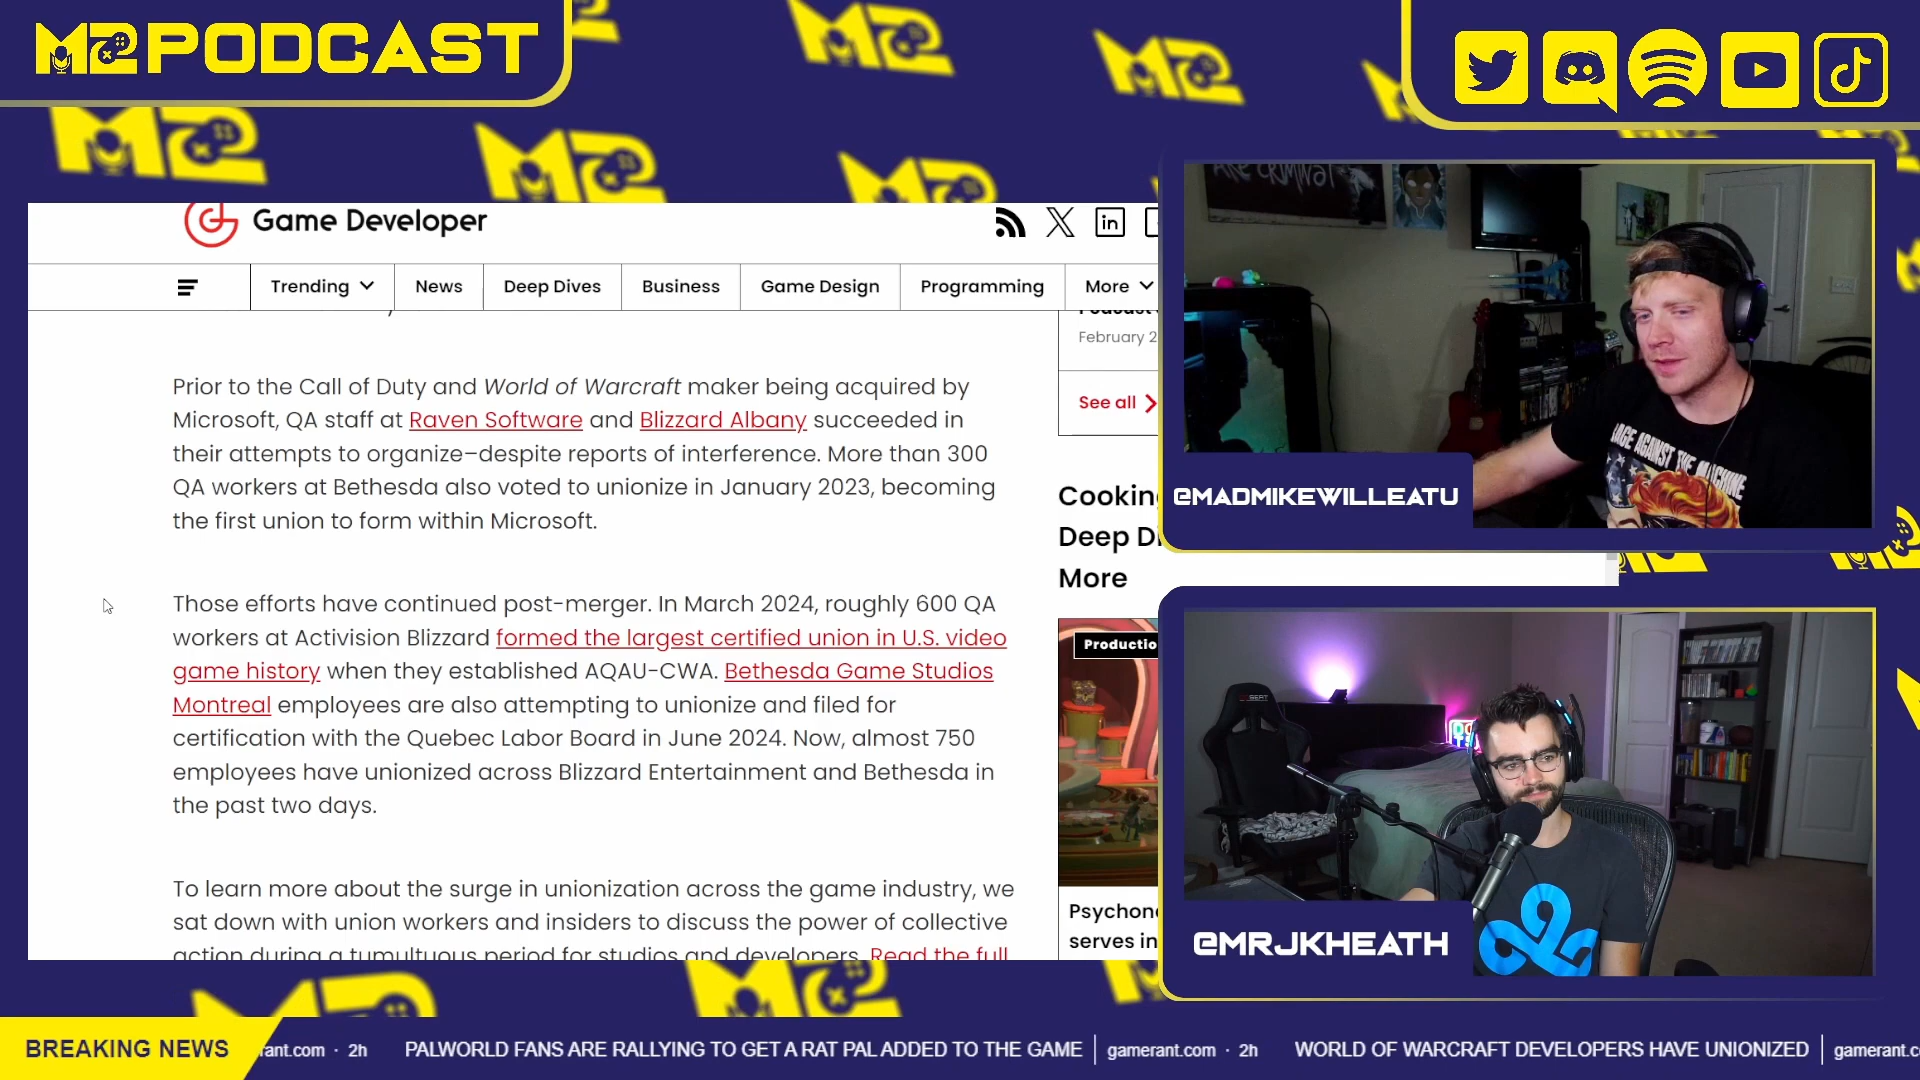 M2 PODCAST
Game Developer
Trending
News
Deep Dives
Business
Game Design
Programming
More
Podcast
February 2
See all
Prior to the Call of Duty and World of Warcraft maker being acquired by
Microsoft, QA staff at Raven Software and Blizzard Albany succeeded in
their attempts to organize–despite reports of interference. More than 300
QA workers at Bethesda also voted to unionize in January 2023, becoming
the first union to form within Microsoft.
Those efforts have continued post-merger. In March 2024, roughly 600 QA
workers at Activision Blizzard formed the largest certified union in U.S. video
game history when they established AQAU-CWA. Bethesda Game Studios
Montreal employees are also attempting to unionize and filed for
certification with the Quebec Labor Board in June 2024. Now, almost 750
employees have unionized across Blizzard Entertainment and Bethesda in
the past two days.
To learn more about the surge in unionization across the game industry, we
sat down with union workers and insiders to discuss the power of collective
action during a tumultuous period for studios and developers. Read the full
Cooking
Deep Di
More
Productio
Psychono
serves in
ARE CRIMINAL
RAGE AGAINST THE MACHINE
@MADMIKEWILLEATU
@MRJKHEATH
BREAKING NEWS
rant.com · 2h
PALWORLD FANS ARE RALLYING TO GET A RAT PAL ADDED TO THE GAME
gamerant.com · 2h
WORLD OF WARCRAFT DEVELOPERS HAVE UNIONIZED
gamerant.co